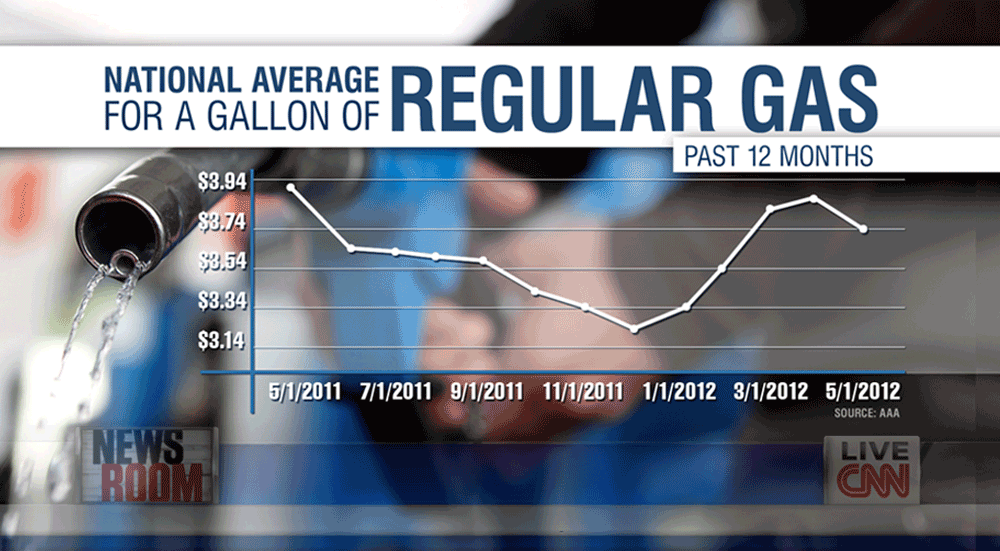 NATIONAL AVERAGE
FOR A GALLON OF
REGULAR GAS
PAST 12 MONTHS
$3.94
$3.74
$3.54
$3.34
$3.14
5/1/2011 7/1/2011 9/1/2011 11/1/2011 1/1/2012 3/1/2012 5/1/2012
SOURCE: AAA
NEWS
ROOM
LIVE
CNN